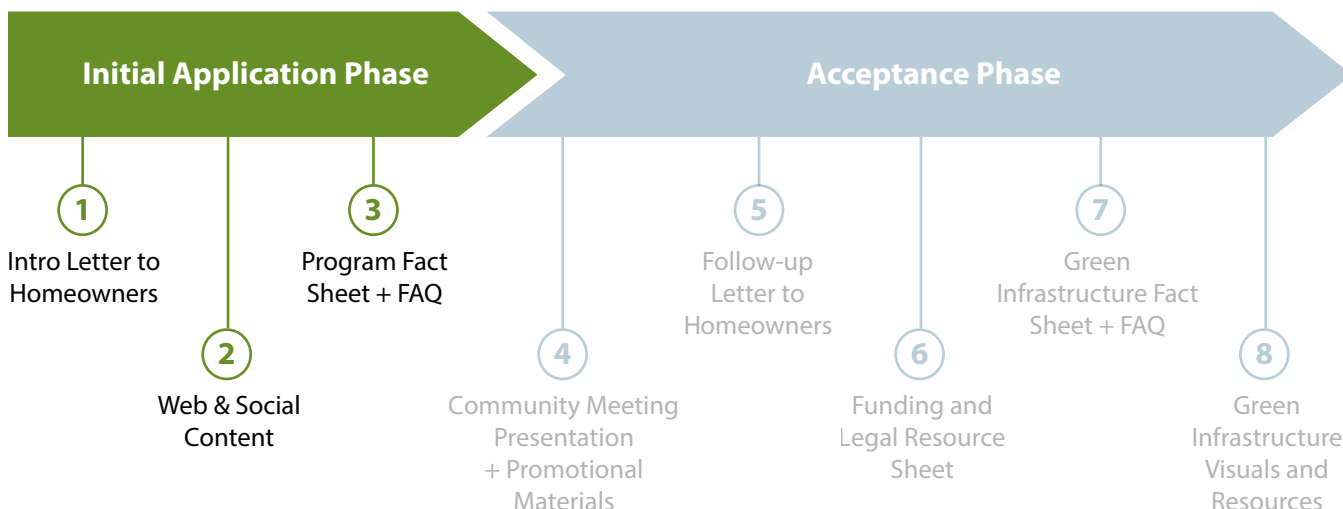 Initial Application Phase
Acceptance Phase
1
Intro Letter to
Homeowners
2
Web & Social
Content
3
Program Fact
Sheet + FAQ
4
Community Meeting
Presentation
+ Promotional
Materials
5
Follow-up
Letter to
Homeowners
6
Funding and
Legal Resource
Sheet
7
Green
Infrastructure Fact
Sheet + FAQ
8
Green
Infrastructure
Visuals and
Resources